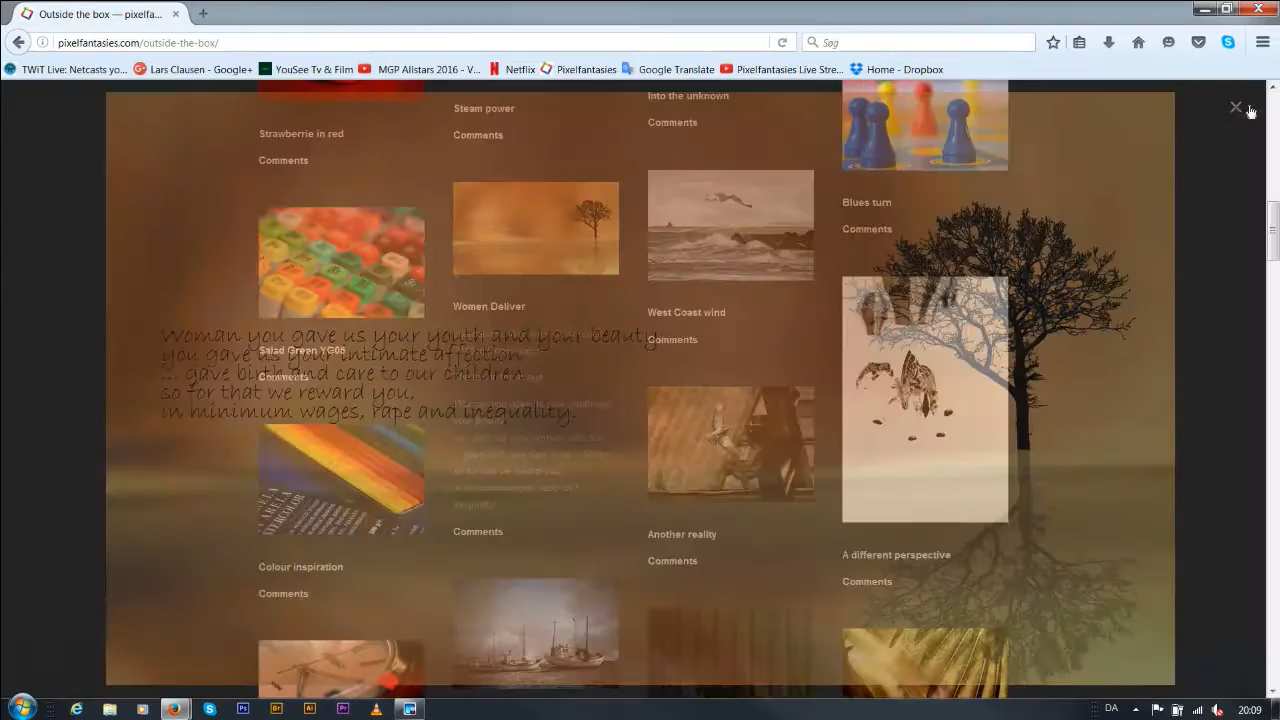 Outside the box — pixelfa...
pixelfantasies.com/outside-the-box/
Søg
TWiT Live: Netcasts yo...
Lars Clausen - Google+
YouSee Tv & Film
MGP Allstars 2016 - V...
Netflix
Pixelfantasies
Google Translate
Pixelfantasies Live Stre...
Home - Dropbox
Strawberrie in red
Comments
Steam power
Comments
Into the unknown
Comments
Blues turn
Comments
Women Deliver
West Coast wind
Comments
Woman you gave us your youth and your beauty
you gave us your intimate affection
... gave birth and care to our children
so for that we reward you,
in minimum wages, rape and inequality.
Salad Green YG05
Comments
Comments
Another reality
Comments
A different perspective
Comments
Colour inspiration
Comments
Ps
Br
Ai
Pr
DA
20:09